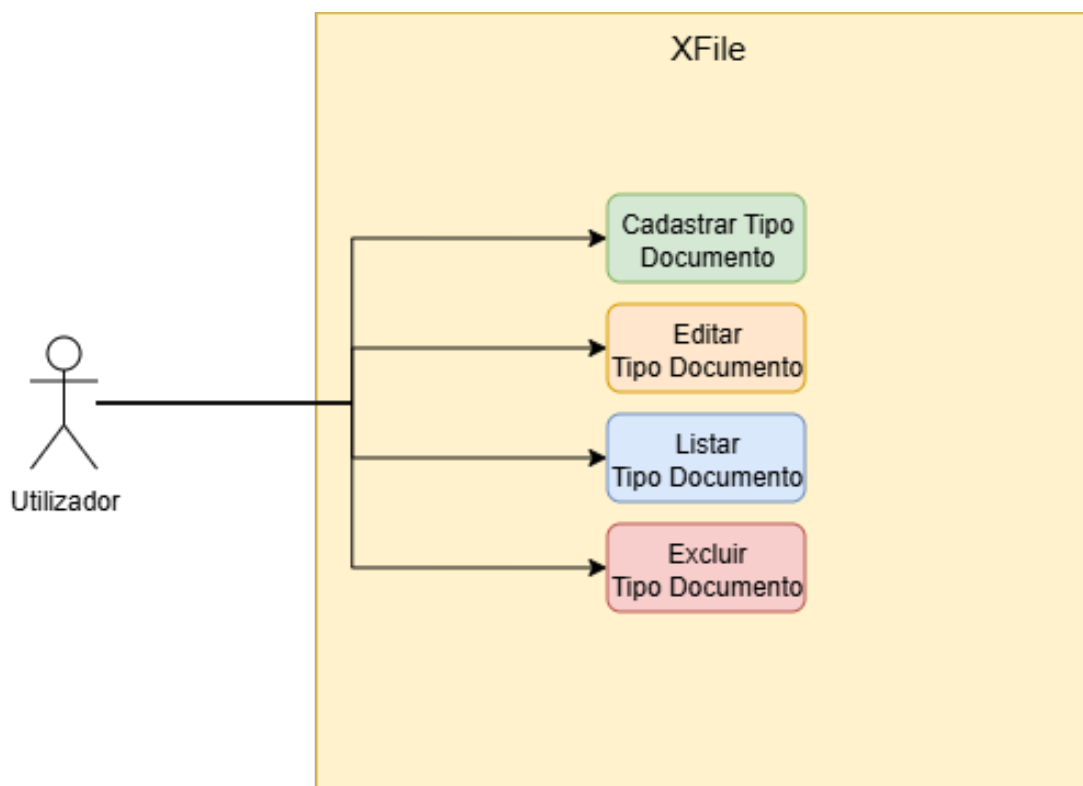 XFile
Cadastrar Tipo
Documento
Editar
Tipo Documento
Listar
Tipo Documento
Excluir
Tipo Documento
Utilizador